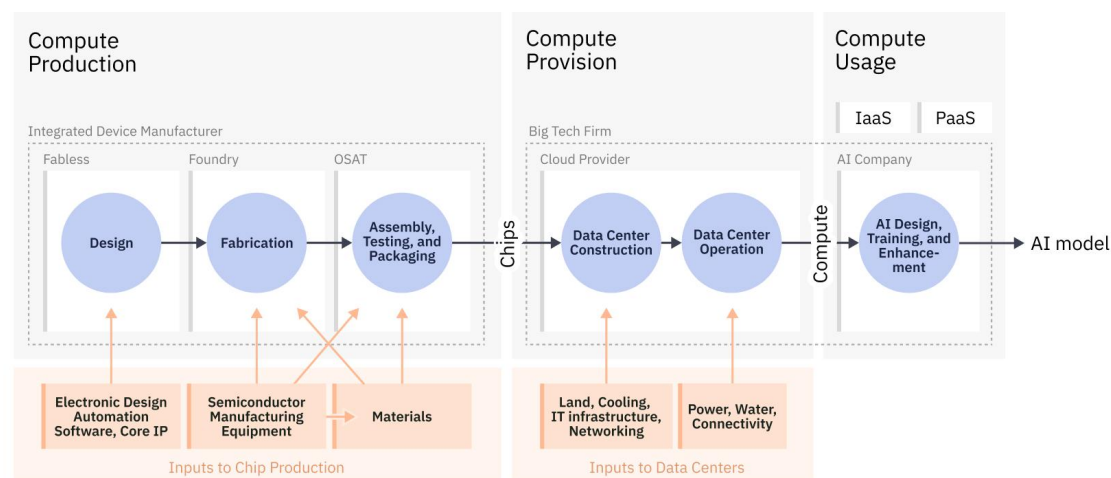 Compute
Production
Compute
Provision
Compute
Usage
IaaS
PaaS
Integrated Device Manufacturer
Big Tech Firm
Fabless
Foundry
OSAT
Cloud Provider
AI Company
Design
Fabrication
Assembly,
Testing, and
Packaging
Chips
Data Center
Construction
Data Center
Operation
Compute
AI Design,
Training, and
Enhance-
ment
AI model
Electronic Design
Automation
Software, Core IP
Semiconductor
Manufacturing
Equipment
Materials
Land, Cooling,
IT infrastructure,
Networking
Power, Water,
Connectivity
Inputs to Chip Production
Inputs to Data Centers